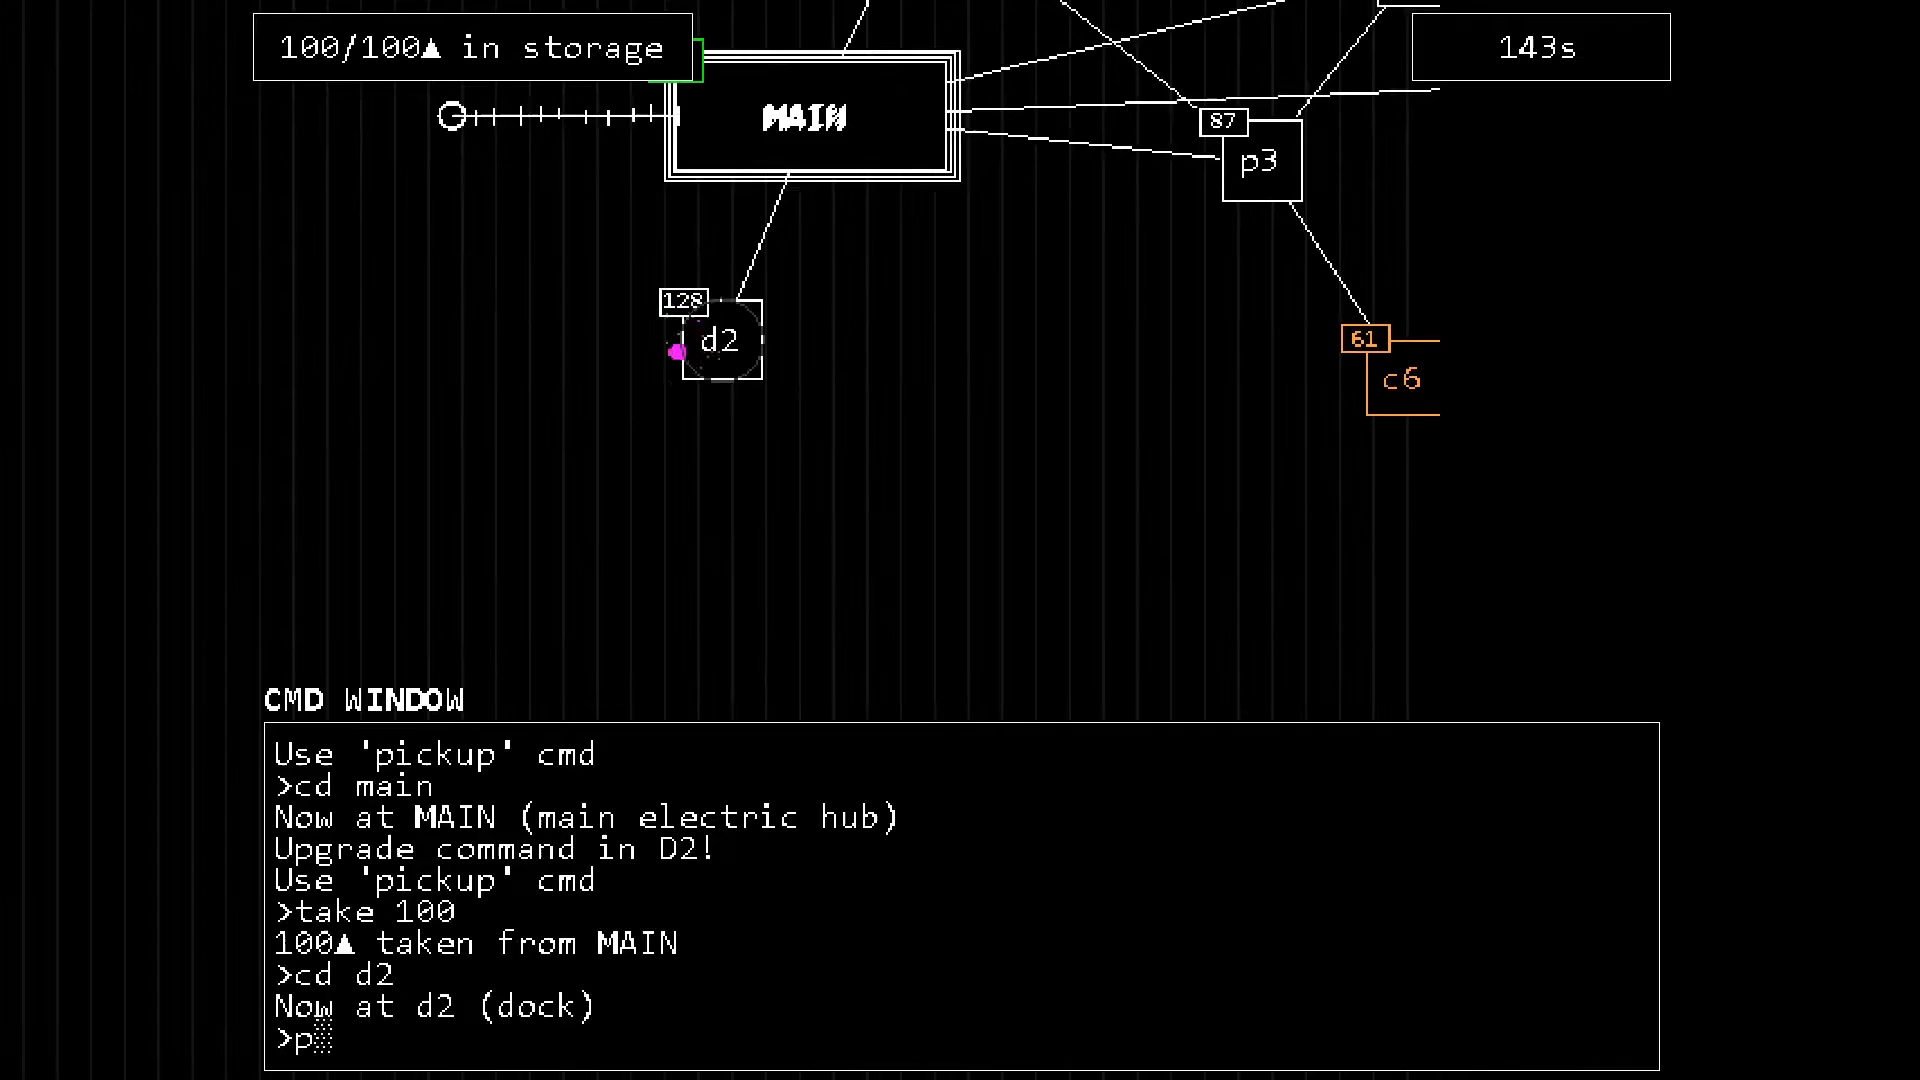 100/100▲ in storage
143s
MAIN
87
p3
128
d2
61
c6
CMD WINDOW
Use 'pickup' cmd
>cd main
Now at MAIN (main electric hub)
Upgrade command in D2!
Use 'pickup' cmd
>take 100
100▲ taken from MAIN
>cd d2
Now at d2 (dock)
>p